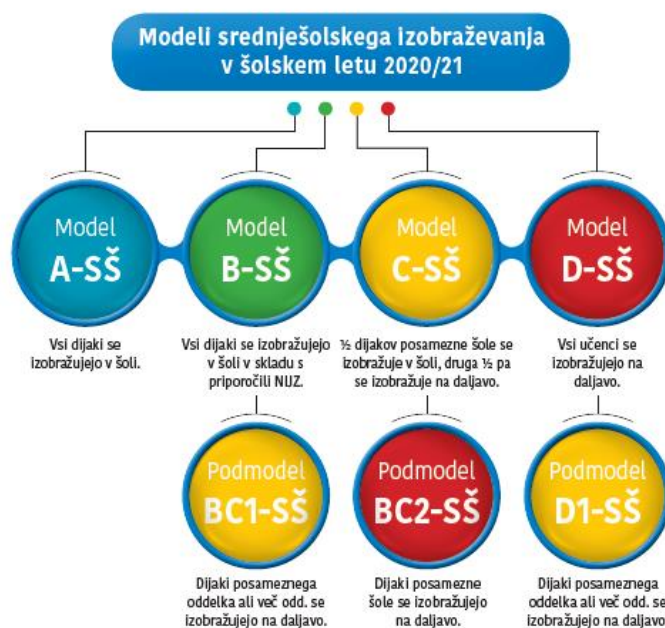 Modeli srednješolskega izobraževanja
v šolskem letu 2020/21
Model
A-SŠ
Vsi dijaki se
izobražujejo v šoli.
Model
B-SŠ
Vsi dijaki se izobražujejo
v šoli v skladu s
priporočili NIJZ.
Model
C-SŠ
½ dijakov posamezne šole se
izobražuje v šoli, druga ½ pa
se izobražuje na daljavo.
Model
D-SŠ
Vsi učenci se
izobražujejo na
daljavo.
Podmodel
BC1-SŠ
Dijaki posameznega
oddelka ali več odd. se
izobražujejo na daljavo.
Podmodel
BC2-SŠ
Dijaki posamezne
šole se izobražujejo
na daljavo.
Podmodel
D1-SŠ
Dijaki posameznega
oddelka ali več odd. se
izobražujejo na daljavo